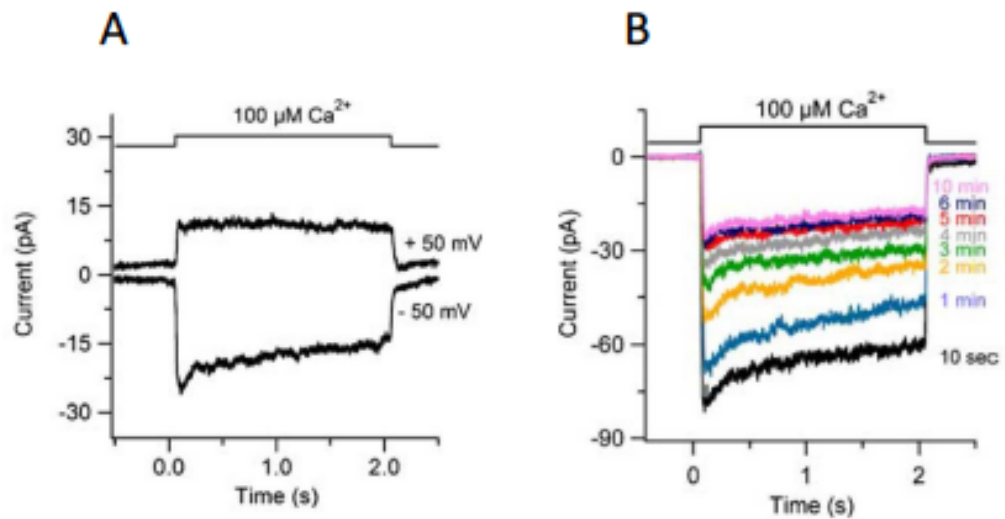 A
B
100 µM Ca2+
30
15
0
-15
-30
Current (pA)
+ 50 mV
- 50 mV
0.0
1.0
2.0
Time (s)
100 µM Ca2+
0
-30
-60
-90
Current (pA)
10 min
6 min
5 min
4 min
3 min
2 min
1 min
10 sec
0
1
2
Time (s)